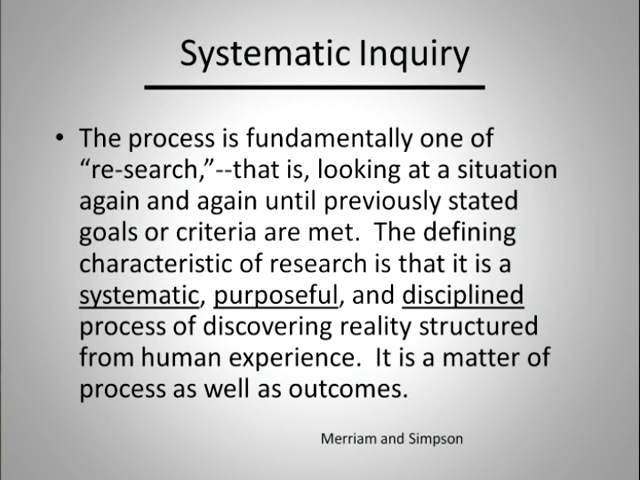 Systematic Inquiry
• The process is fundamentally one of
“re-search,”--that is, looking at a situation
again and again until previously stated
goals or criteria are met.  The defining
characteristic of research is that it is a
systematic, purposeful, and disciplined
process of discovering reality structured
from human experience.  It is a matter of
process as well as outcomes.
Merriam and Simpson